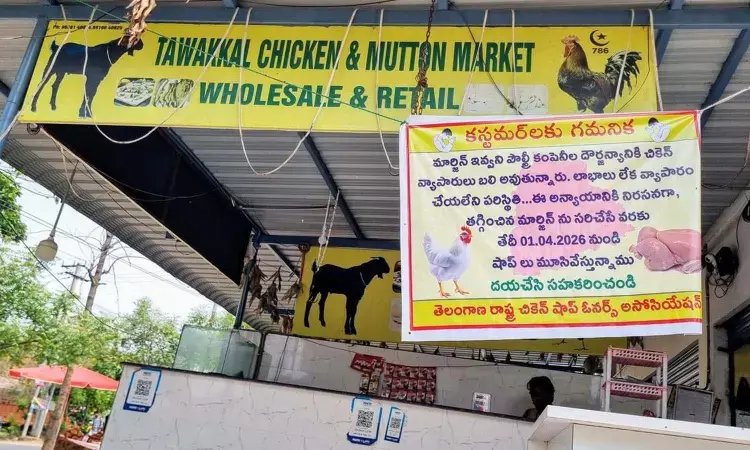 TAWAKKAL CHICKEN & MUTTON MARKET
WHOLESALE & RETAIL
786
కస్టమర్‌లకు గమనిక
మార్జిన్ ఇవ్వని పౌల్ట్రీ కంపెనీల దౌర్జన్యానికి చికెన్
వ్యాపారులు బలి అవుతున్నారు. లాభాలు లేక వ్యాపారం
చేయలేని పరిస్థితి...ఈ అన్యాయానికి నిరసనగా,
తగ్గించిన మార్జిన్ ను సరిచేసే వరకు
తేదీ 01.04.2026 నుండి
షాప్ లు మూసివేస్తున్నాము
దయచేసి సహకరించండి
తెలంగాణ రాష్ట్ర చికెన్ షాప్ ఓనర్స్ అసోసియేషన్